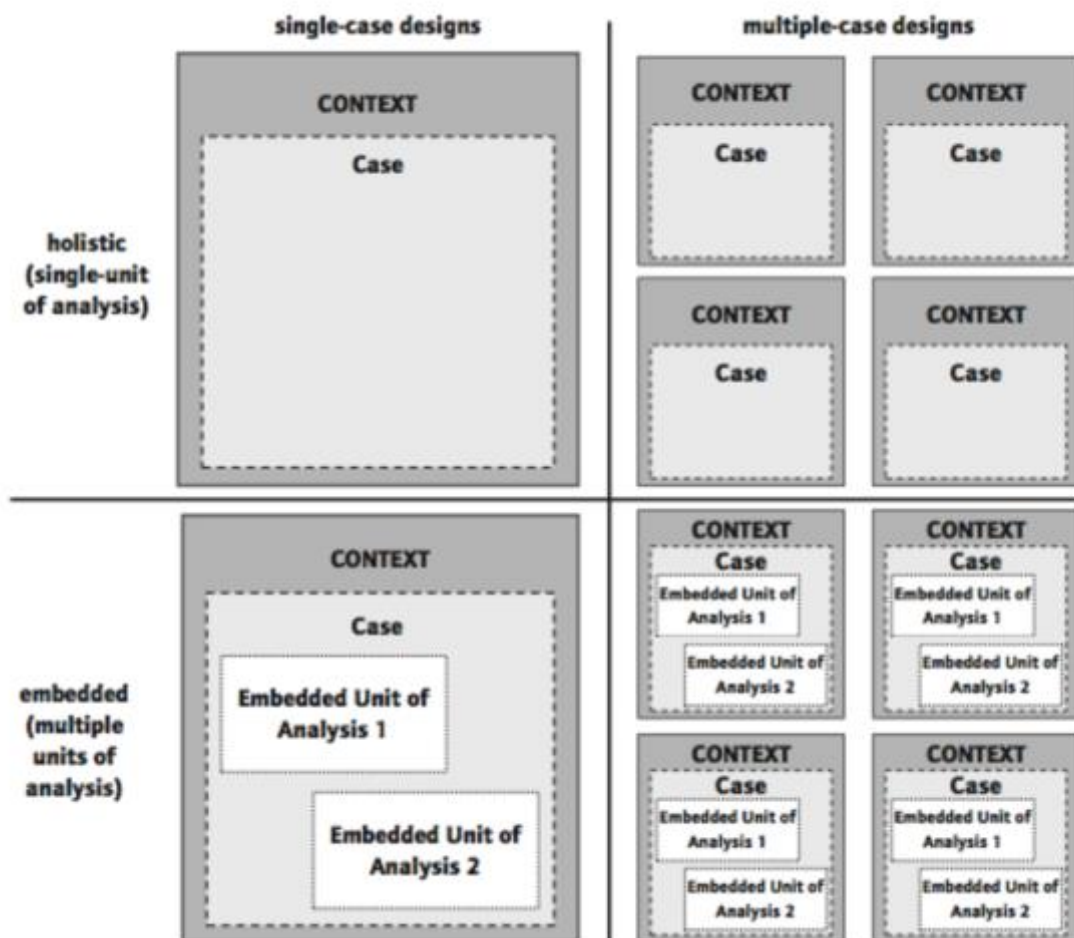 single-case designs
multiple-case designs
holistic
(single-unit
of analysis)
CONTEXT
Case
CONTEXT
Case
CONTEXT
Case
CONTEXT
Case
CONTEXT
Case
embedded
(multiple
units of
analysis)
CONTEXT
Case
Embedded Unit of
Analysis 1
Embedded Unit of
Analysis 2
CONTEXT
Case
Embedded Unit of
Analysis 1
Embedded Unit of
Analysis 2
CONTEXT
Case
Embedded Unit of
Analysis 1
Embedded Unit of
Analysis 2
CONTEXT
Case
Embedded Unit of
Analysis 1
Embedded Unit of
Analysis 2
CONTEXT
Case
Embedded Unit of
Analysis 1
Embedded Unit of
Analysis 2